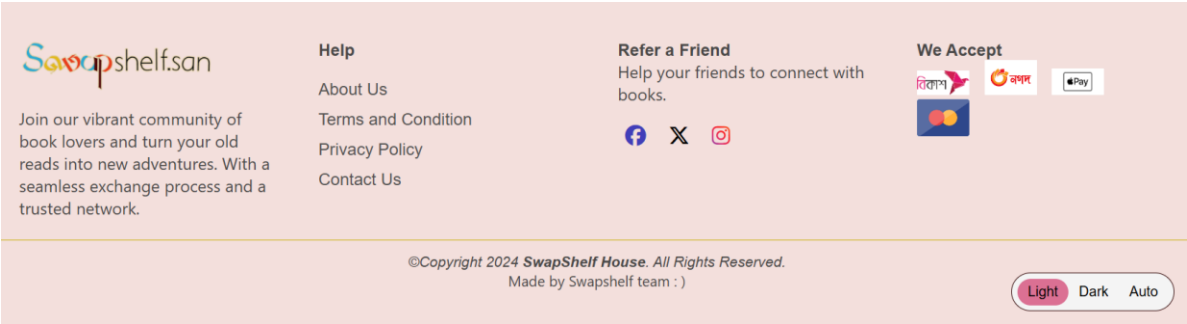 Swapshelf.san
Join our vibrant community of
book lovers and turn your old
reads into new adventures. With a
seamless exchange process and a
trusted network.
Help
About Us
Terms and Condition
Privacy Policy
Contact Us
Refer a Friend
Help your friends to connect with
books.
We Accept
বিকাশ
নগদ
Pay
©Copyright 2024 SwapShelf House. All Rights Reserved.
Made by Swapshelf team : )
Light Dark Auto